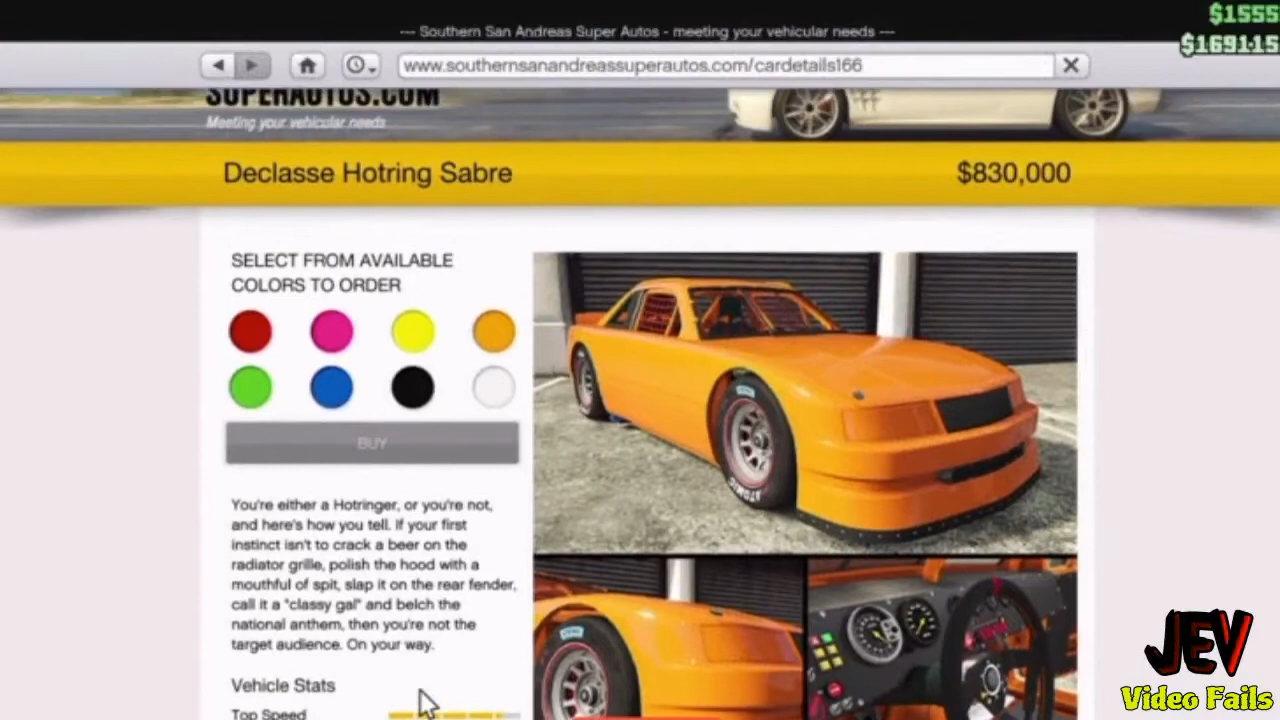 --- Southern San Andreas Super Autos - meeting your vehicular needs ---
$1555
$169115
www.southernsanandreassuperautos.com/cardetails166
SUPERAUTOS.COM
Meeting your vehicular needs
Declasse Hotring Sabre
$830,000
SELECT FROM AVAILABLE
COLORS TO ORDER
BUY
You're either a Hotringer, or you're not,
and here's how you tell. If your first
instinct isn't to crack a beer on the
radiator grille, polish the hood with a
mouthful of spit, slap it on the rear fender,
call it a "classy gal" and belch the
national anthem, then you're not the
target audience. On your way.
Vehicle Stats
Top Speed
ATOMIC
JEV
Video Fails